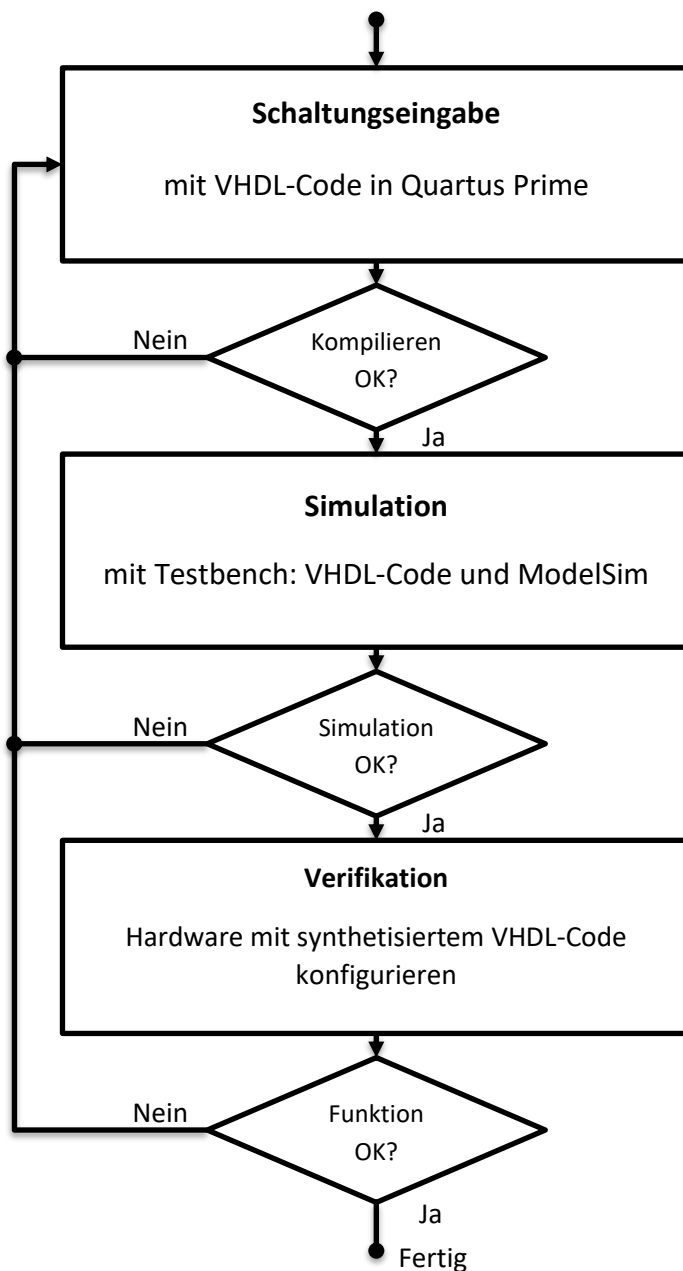 Schaltungseingabe
mit VHDL-Code in Quartus Prime
Nein
Kompilieren
OK?
Ja
Simulation
mit Testbench: VHDL-Code und ModelSim
Nein
Simulation
OK?
Ja
Verifikation
Hardware mit synthetisiertem VHDL-Code
konfigurieren
Nein
Funktion
OK?
Ja
Fertig